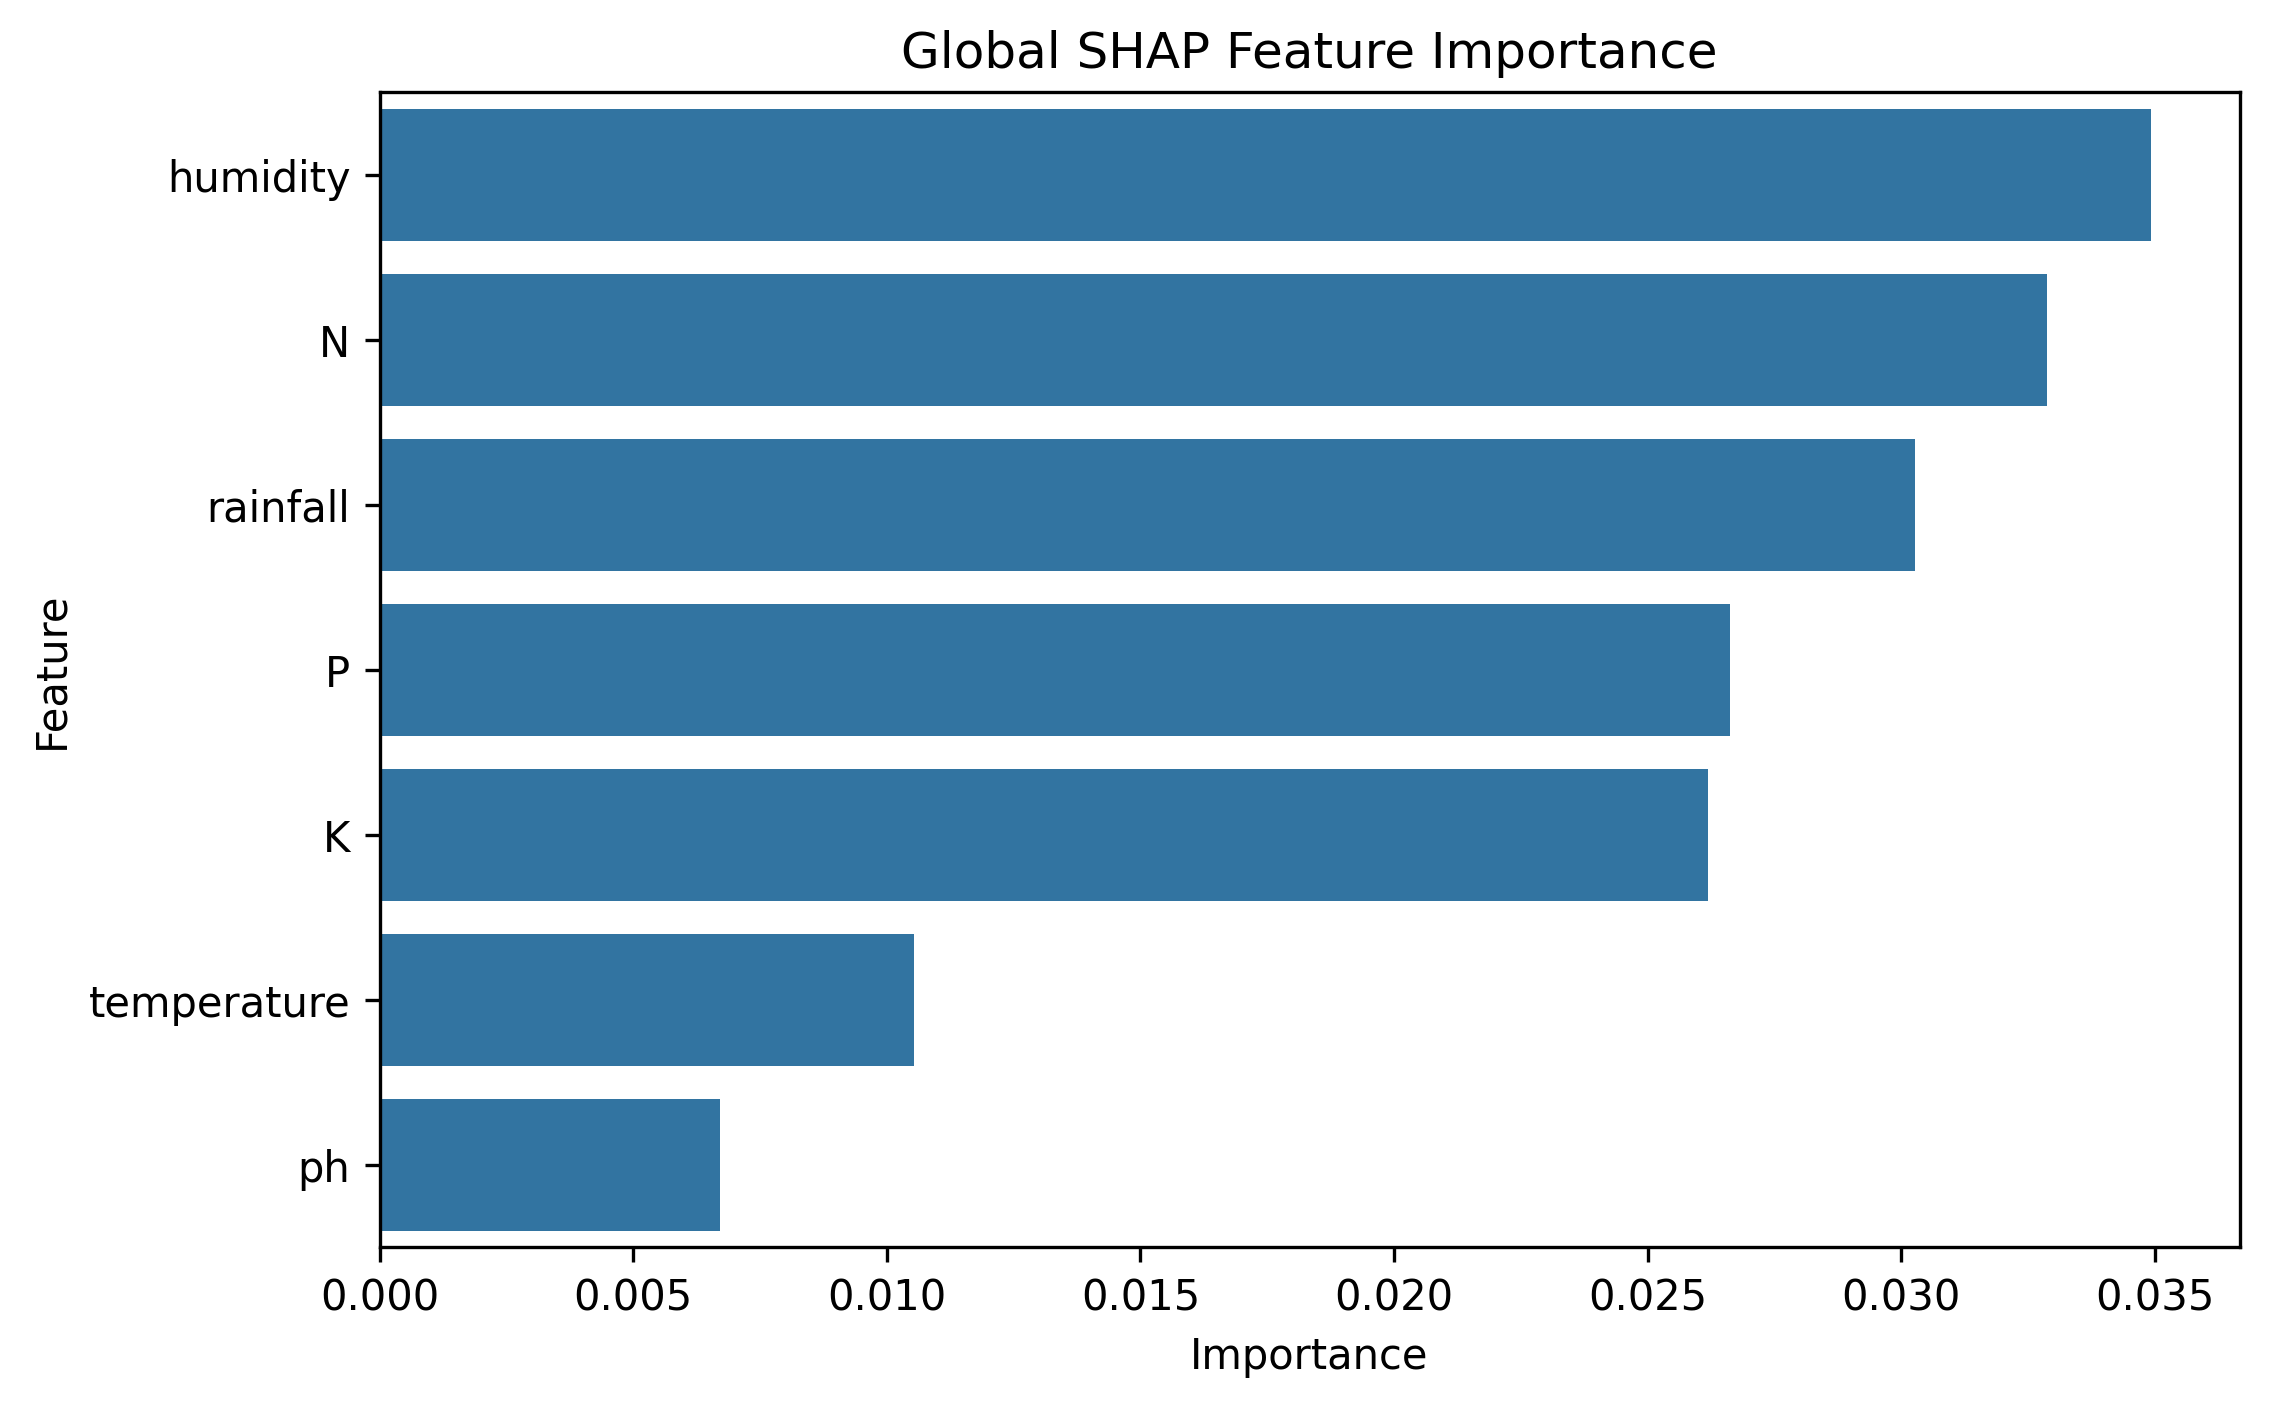 Global SHAP Feature Importance
humidity
N
rainfall
P
K
temperature
ph
Feature
0.000 0.005 0.010 0.015 0.020 0.025 0.030 0.035
Importance